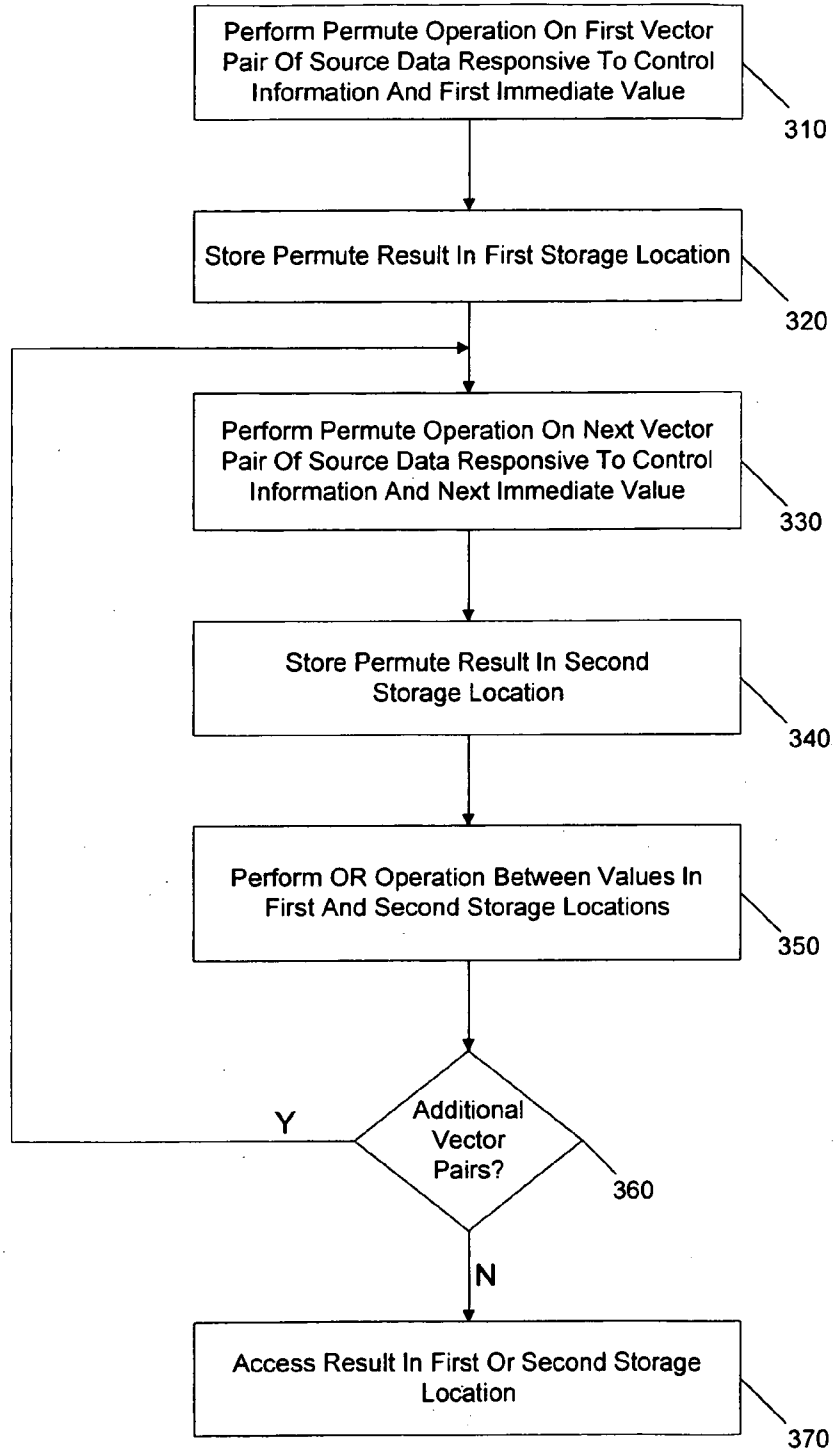 Perform Permute Operation On First Vector
Pair Of Source Data Responsive To Control
Information And First Immediate Value
310
Store Permute Result In First Storage Location
320
Perform Permute Operation On Next Vector
Pair Of Source Data Responsive To Control
Information And Next Immediate Value
330
Store Permute Result In Second
Storage Location
340
Perform OR Operation Between Values In
First And Second Storage Locations
350
Y
Additional
Vector
Pairs?
360
N
Access Result In First Or Second Storage
Location
370